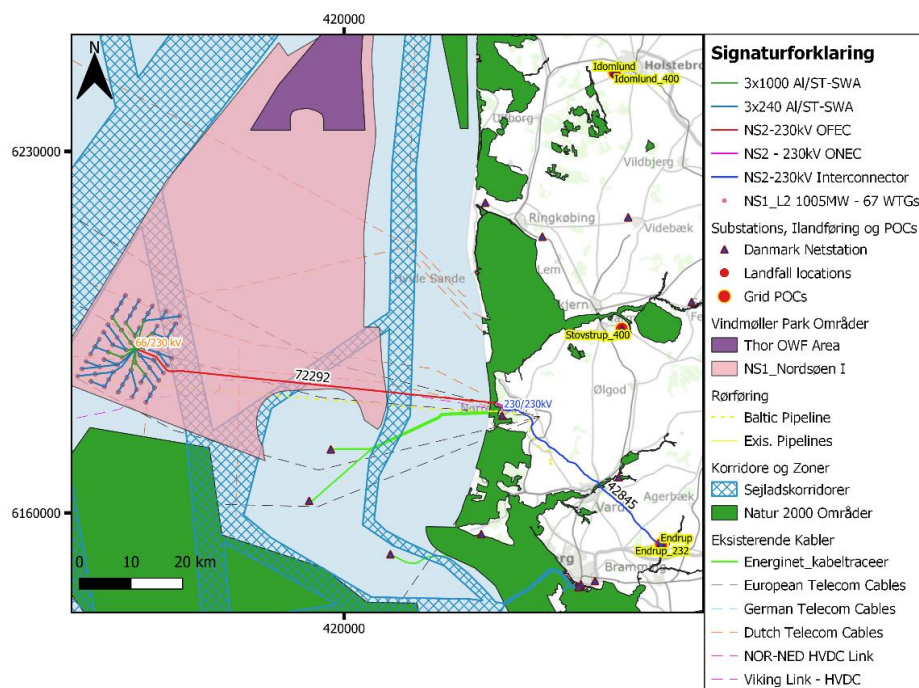 420000
N
6230000
6160000
0 10 20 km
420000
66/230 kV
72292
230/230kV
42845
Idomlund
Idomlund_400
Holstebro
Vildbjerg
Ringkøbing
Videbæk
Lem
Hvide Sande
Stovstrup_400
Ølgod
Agerbæk
Endrup
Endrup_232
Signaturforklaring
3x1000 Al/ST-SWA
3x240 Al/ST-SWA
NS2-230kV OFEC
NS2 - 230kV ONEC
NS2-230kV Interconnector
NS1_L2 1005MW - 67 WTGs
Substations, Ilandføring og POCs
Danmark Netstation
Landfall locations
Grid POCs
Vindmøller Park Områder
Thor OWF Area
NS1_Nordsøen I
Rørføring
Baltic Pipeline
Exis. Pipelines
Korridore og Zoner
Sejladskorridorer
Natur 2000 Områder
Eksisterende Kabler
Energinet_kabeltraceer
European Telecom Cables
German Telecom Cables
Dutch Telecom Cables
NOR-NED HVDC Link
Viking Link - HVDC